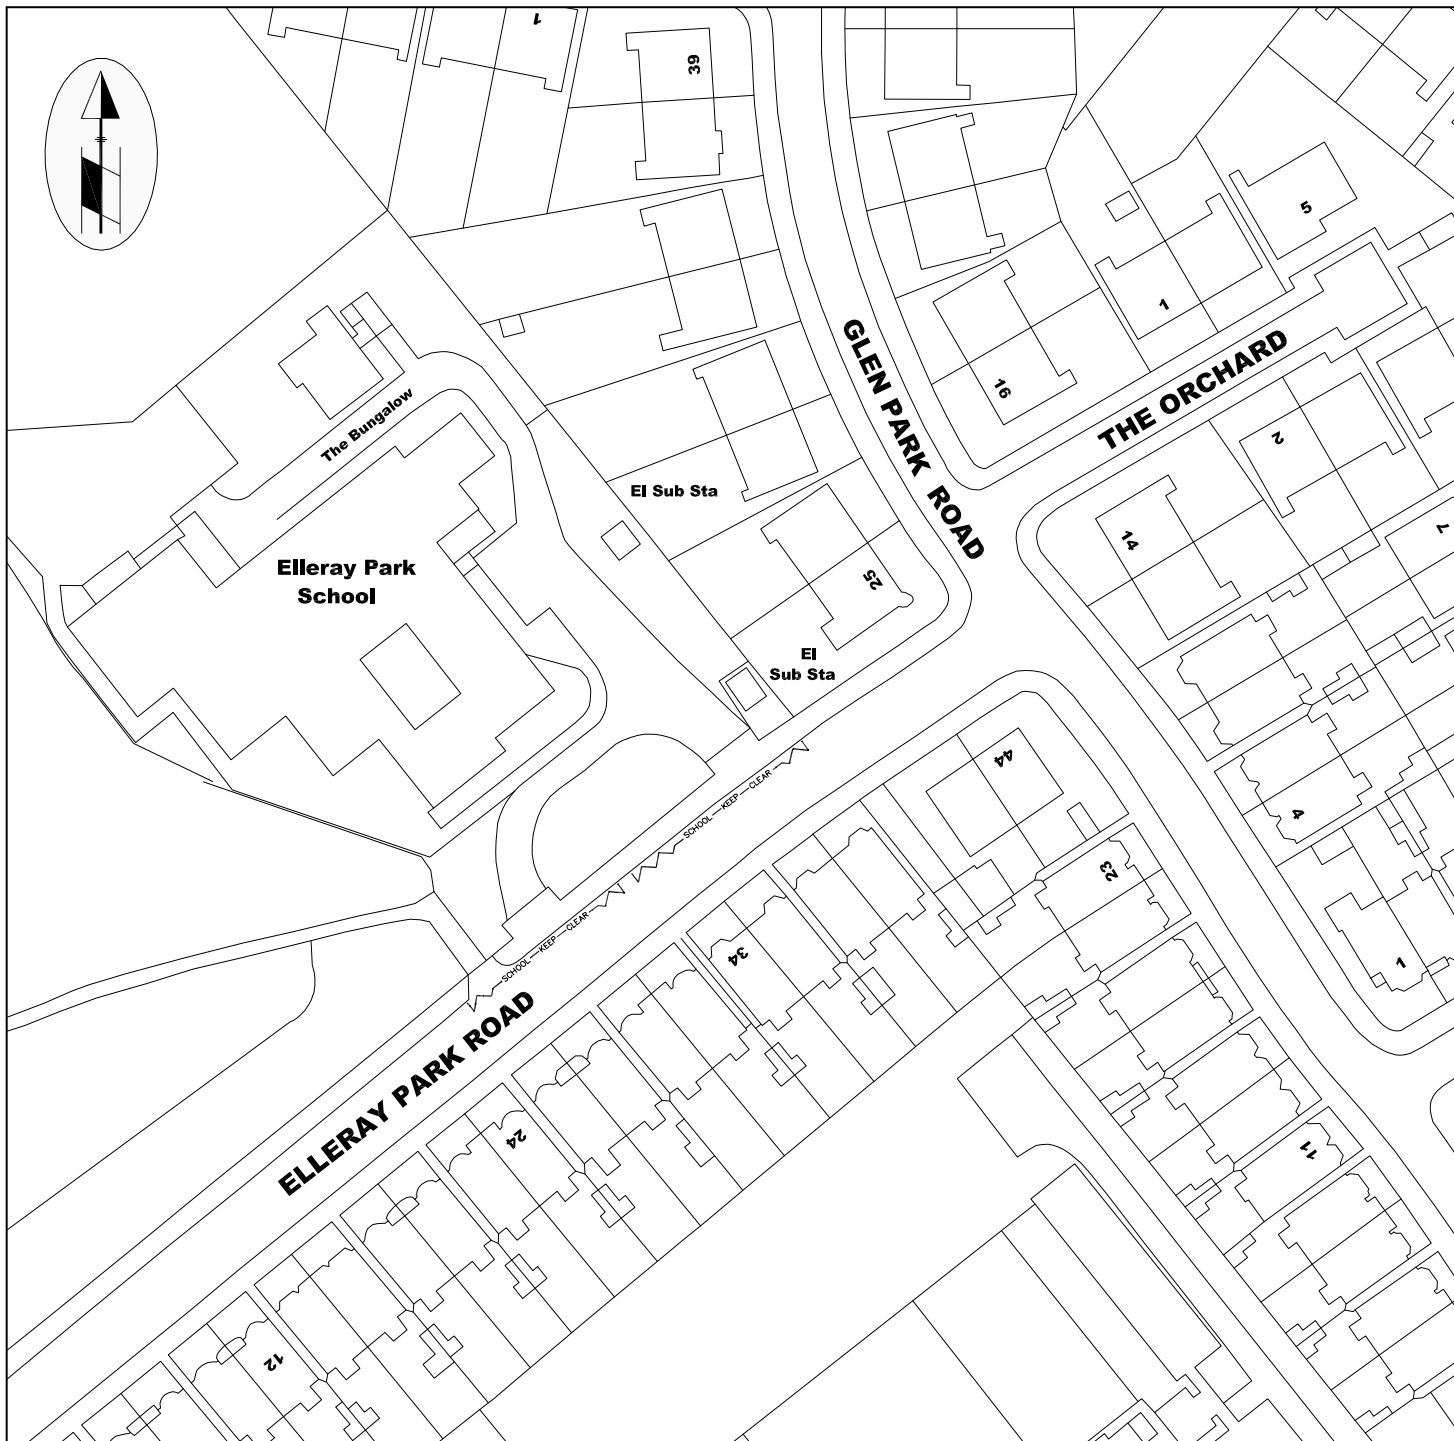 1
39
5
1
GLEN PARK ROAD
16
THE ORCHARD
2
The Bungalow
El Sub Sta
14
7
Elleray Park
School
25
El
Sub Sta
44
SCHOOL KEEP CLEAR
4
23
SCHOOL KEEP CLEAR
34
1
ELLERAY PARK ROAD
24
11
12